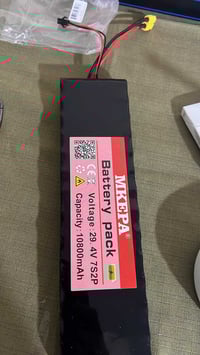 MKEPA
Battery pack
Voltage:29.4V 7S2P
Capacity:10800mAh